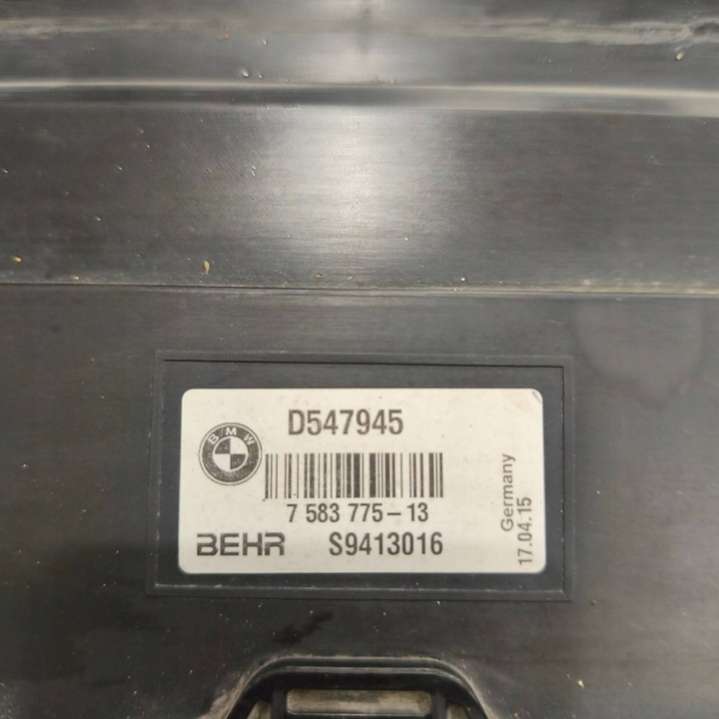 D547945
BMW
7 583 775-13
BEHR S9413016
Germany
17.04.15